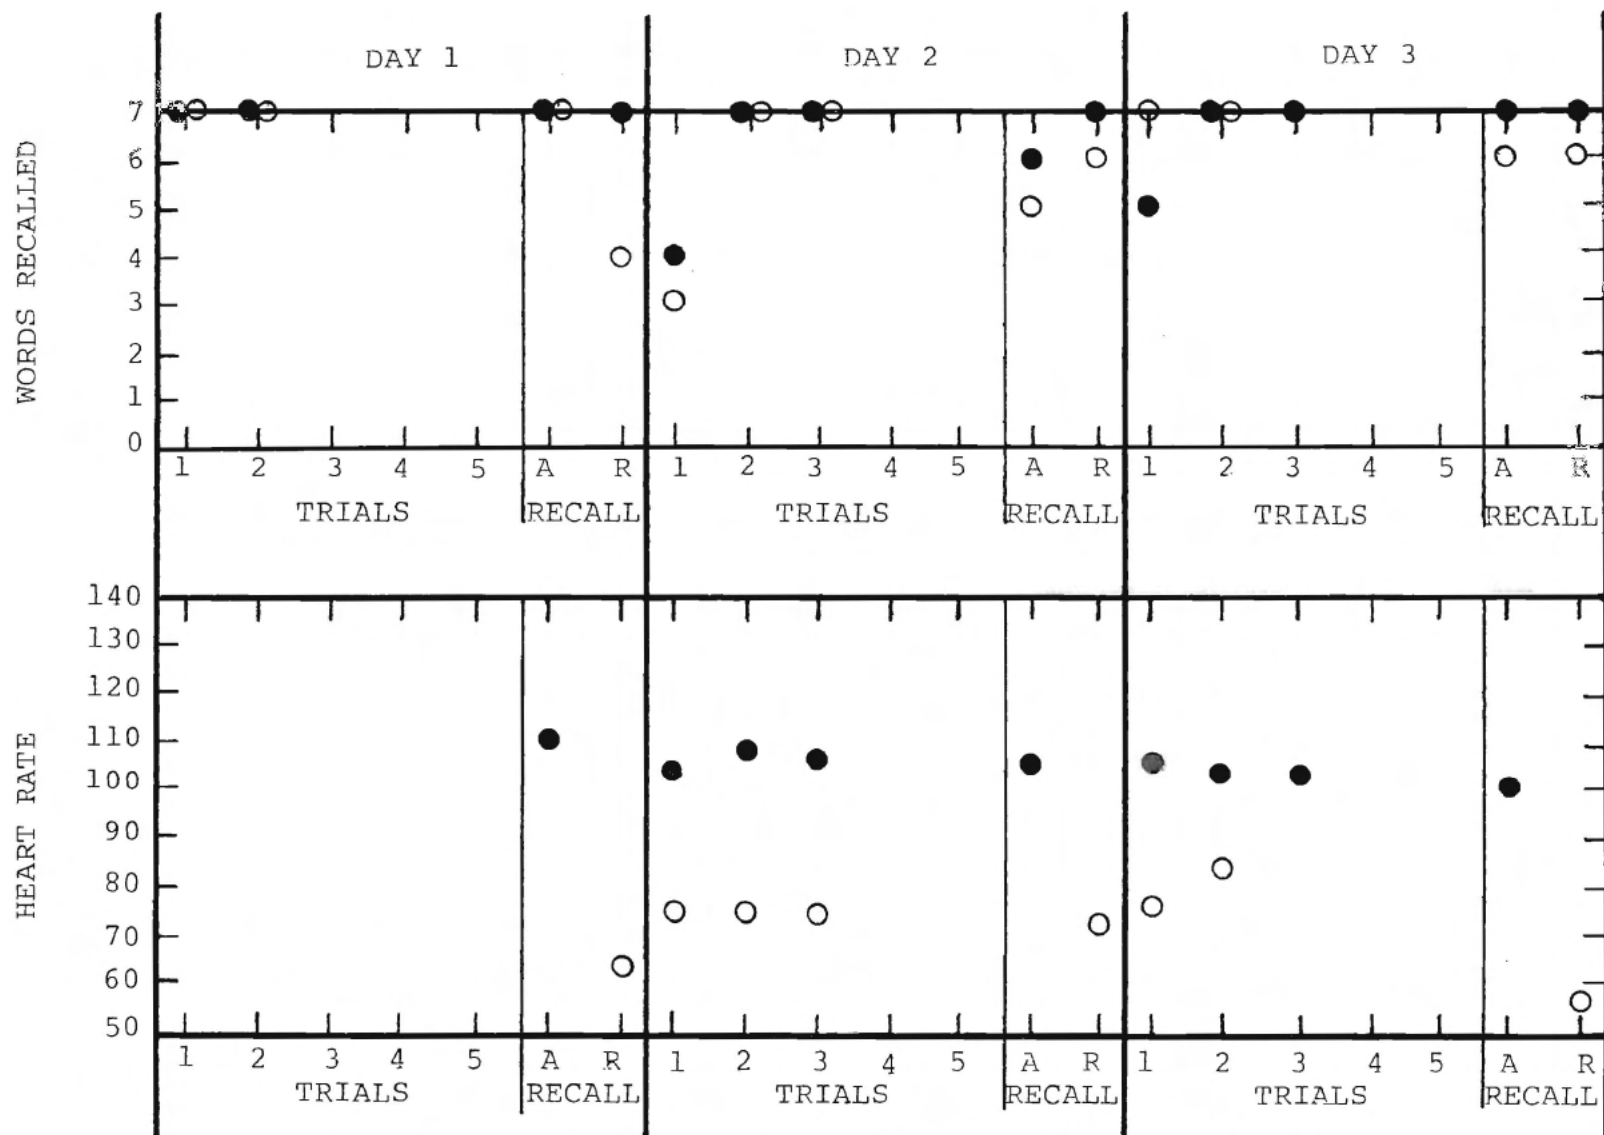 DAY 1 DAY 2 DAY 3
WORDS RECALLED
7
6
5
4
3
2
1
0
1 2 3 4 5 A R 1 2 3 4 5 A R 1 2 3 4 5 A R
TRIALS RECALL TRIALS RECALL TRIALS RECALL
HEART RATE
140
130
120
110
100
90
80
70
60
50
1 2 3 4 5 A R 1 2 3 4 5 A R 1 2 3 4 5 A R
TRIALS RECALL TRIALS RECALL TRIALS RECALL